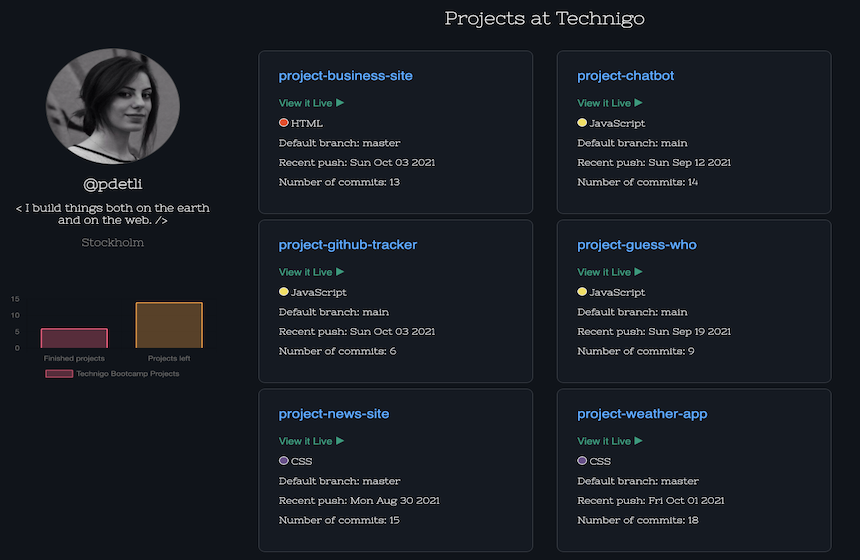 Projects at Technigo
@pdetli
< I build things both on the earth
and on the web. />
Stockholm
15
10
5
0
Finished projects
Projects left
Technigo Bootcamp Projects
project-business-site
View it Live ▶
HTML
Default branch: master
Recent push: Sun Oct 03 2021
Number of commits: 13
project-chatbot
View it Live ▶
JavaScript
Default branch: main
Recent push: Sun Sep 12 2021
Number of commits: 14
project-github-tracker
View it Live ▶
JavaScript
Default branch: main
Recent push: Sun Oct 03 2021
Number of commits: 6
project-guess-who
View it Live ▶
JavaScript
Default branch: main
Recent push: Sun Sep 19 2021
Number of commits: 9
project-news-site
View it Live ▶
CSS
Default branch: master
Recent push: Mon Aug 30 2021
Number of commits: 15
project-weather-app
View it Live ▶
CSS
Default branch: master
Recent push: Fri Oct 01 2021
Number of commits: 18